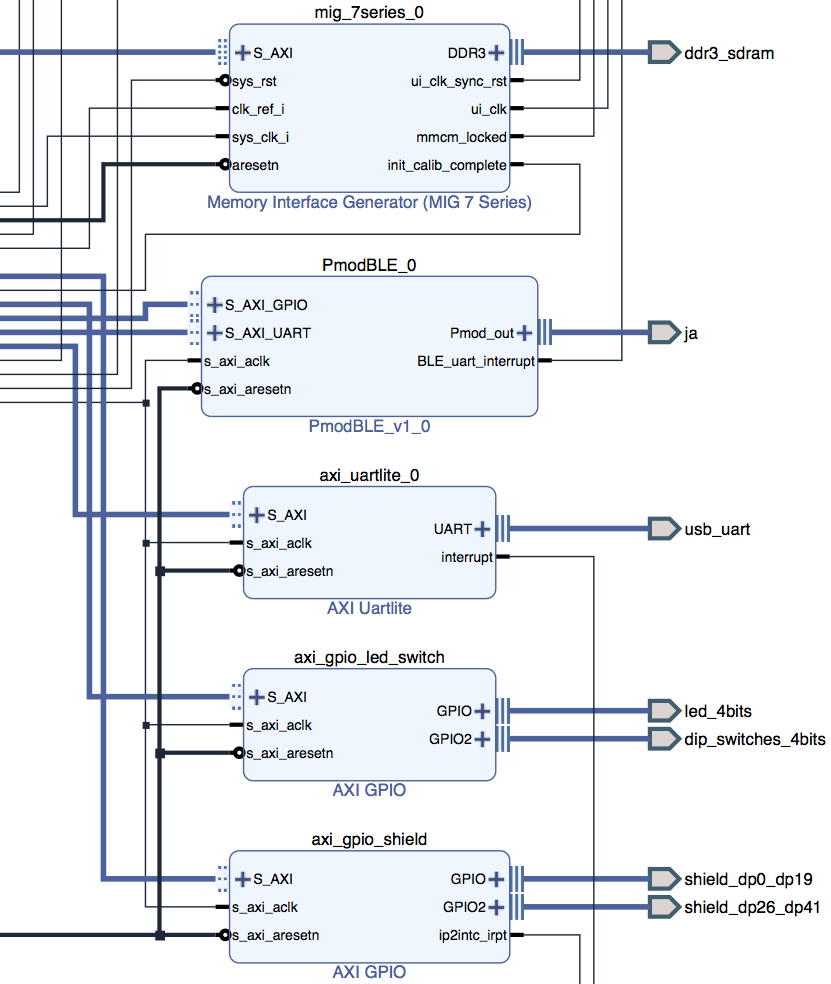 mig_7series_0
S_AXI
DDR3
ddr3_sdram
sys_rst
ui_clk_sync_rst
clk_ref_i
ui_clk
sys_clk_i
mmcm_locked
aresetn
init_calib_complete
Memory Interface Generator (MIG 7 Series)
PmodBLE_0
S_AXI_GPIO
S_AXI_UART
Pmod_out
ja
s_axi_aclk
BLE_uart_interrupt
s_axi_aresetn
PmodBLE_v1_0
axi_uartlite_0
S_AXI
UART
usb_uart
s_axi_aclk
interrupt
s_axi_aresetn
AXI Uartlite
axi_gpio_led_switch
S_AXI
GPIO
led_4bits
s_axi_aclk
GPIO2
dip_switches_4bits
s_axi_aresetn
AXI GPIO
axi_gpio_shield
S_AXI
GPIO
shield_dp0_dp19
s_axi_aclk
GPIO2
shield_dp26_dp41
s_axi_aresetn
ip2intc_irpt
AXI GPIO